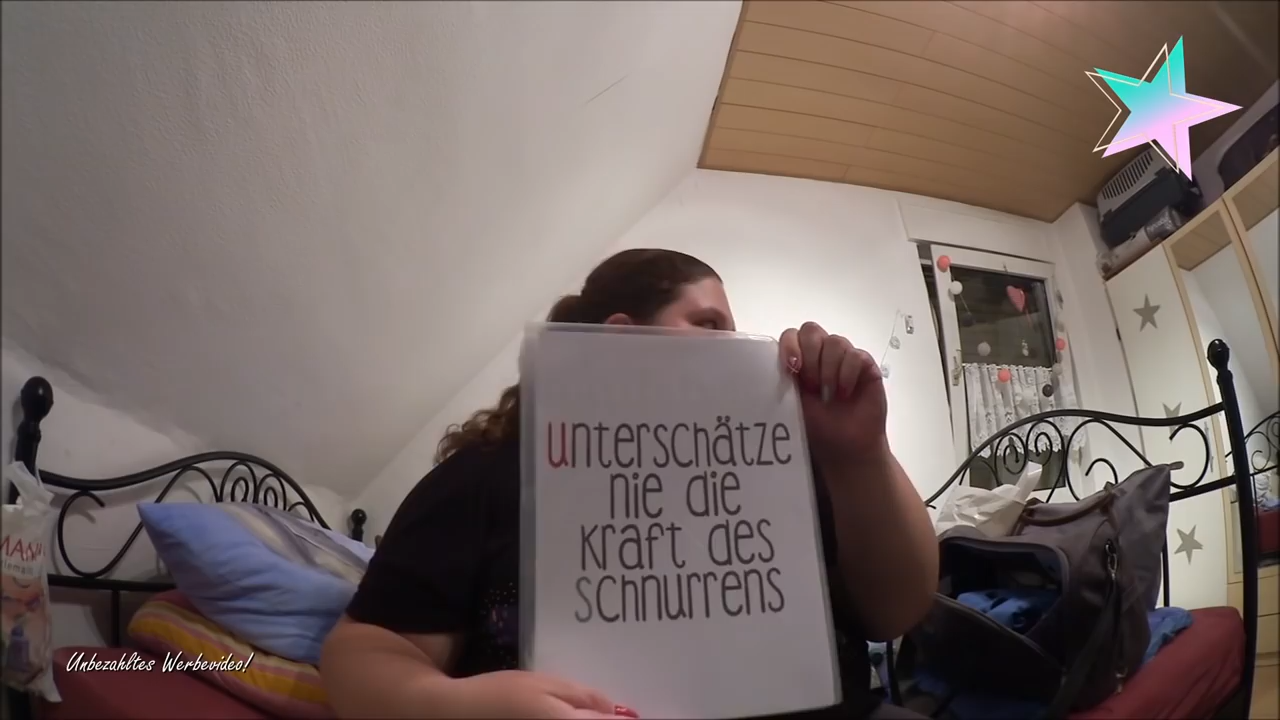 unterschätze
nie die
kraft des
schnurrens
Unbezahltes Werbevideo!